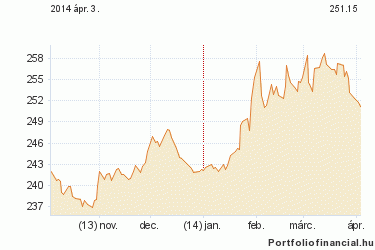 2014 ápr. 3. 251.15
258
255
252
249
246
243
240
237
(13) nov. dec. (14) jan. feb. márc. ápr.
Portfoliofinancial.hu